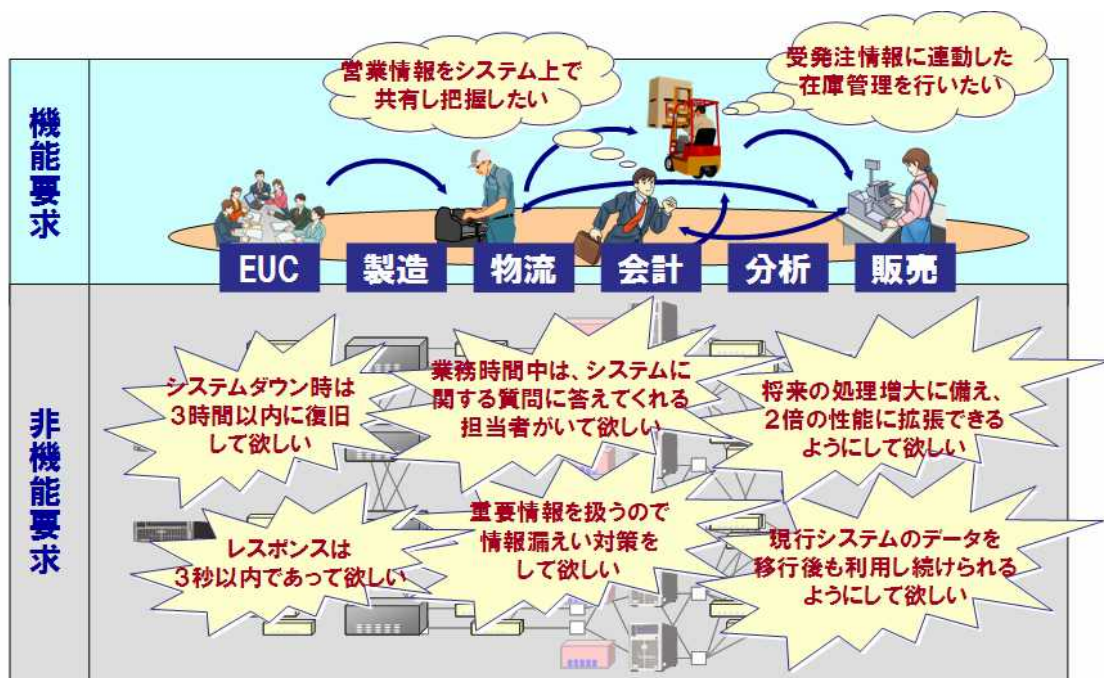 機能要求
営業情報をシステム上で
共有し把握したい
受発注情報に連動した
在庫管理を行いたい
EUC
製造
物流
会計
分析
販売
非機能要求
システムダウン時は
3時間以内に復旧
して欲しい
業務時間中は、システムに
関する質問に答えてくれる
担当者がいて欲しい
将来の処理増大に備え、
2倍の性能に拡張できる
ようにして欲しい
レスポンスは
3秒以内であって欲しい
重要情報を扱うので
情報漏えい対策を
して欲しい
現行システムのデータを
移行後も利用し続けられる
ようにして欲しい